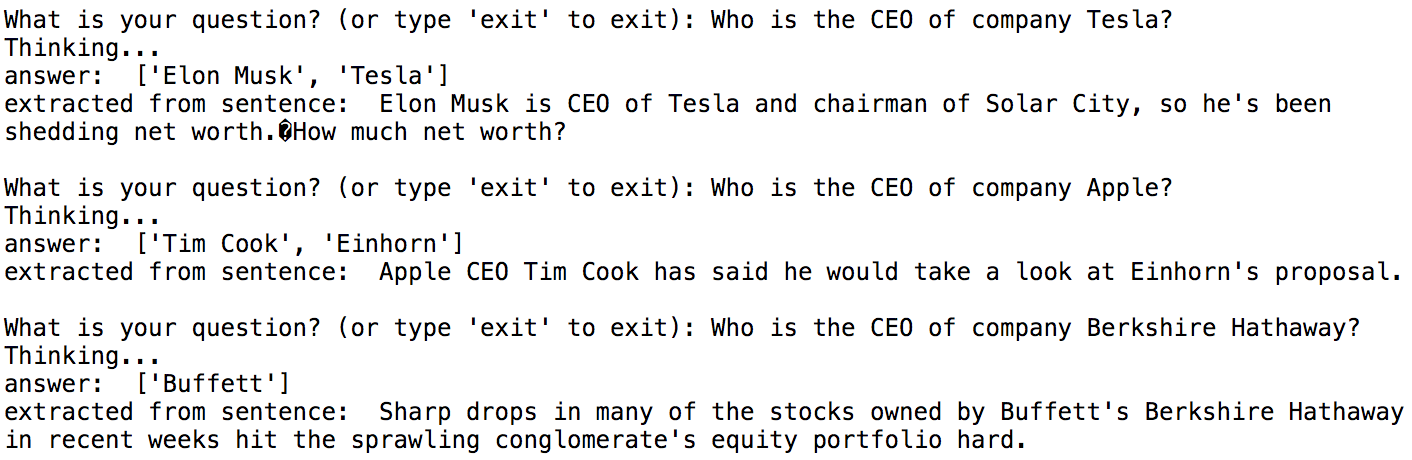 What is your question? (or type 'exit' to exit): Who is the CEO of company Tesla?
Thinking...
answer:  ['Elon Musk', 'Tesla']
extracted from sentence:  Elon Musk is CEO of Tesla and chairman of Solar City, so he's been
shedding net worth.�How much net worth?

What is your question? (or type 'exit' to exit): Who is the CEO of company Apple?
Thinking...
answer:  ['Tim Cook', 'Einhorn']
extracted from sentence:  Apple CEO Tim Cook has said he would take a look at Einhorn's proposal.

What is your question? (or type 'exit' to exit): Who is the CEO of company Berkshire Hathaway?
Thinking...
answer:  ['Buffett']
extracted from sentence:  Sharp drops in many of the stocks owned by Buffett's Berkshire Hathaway
in recent weeks hit the sprawling conglomerate's equity portfolio hard.